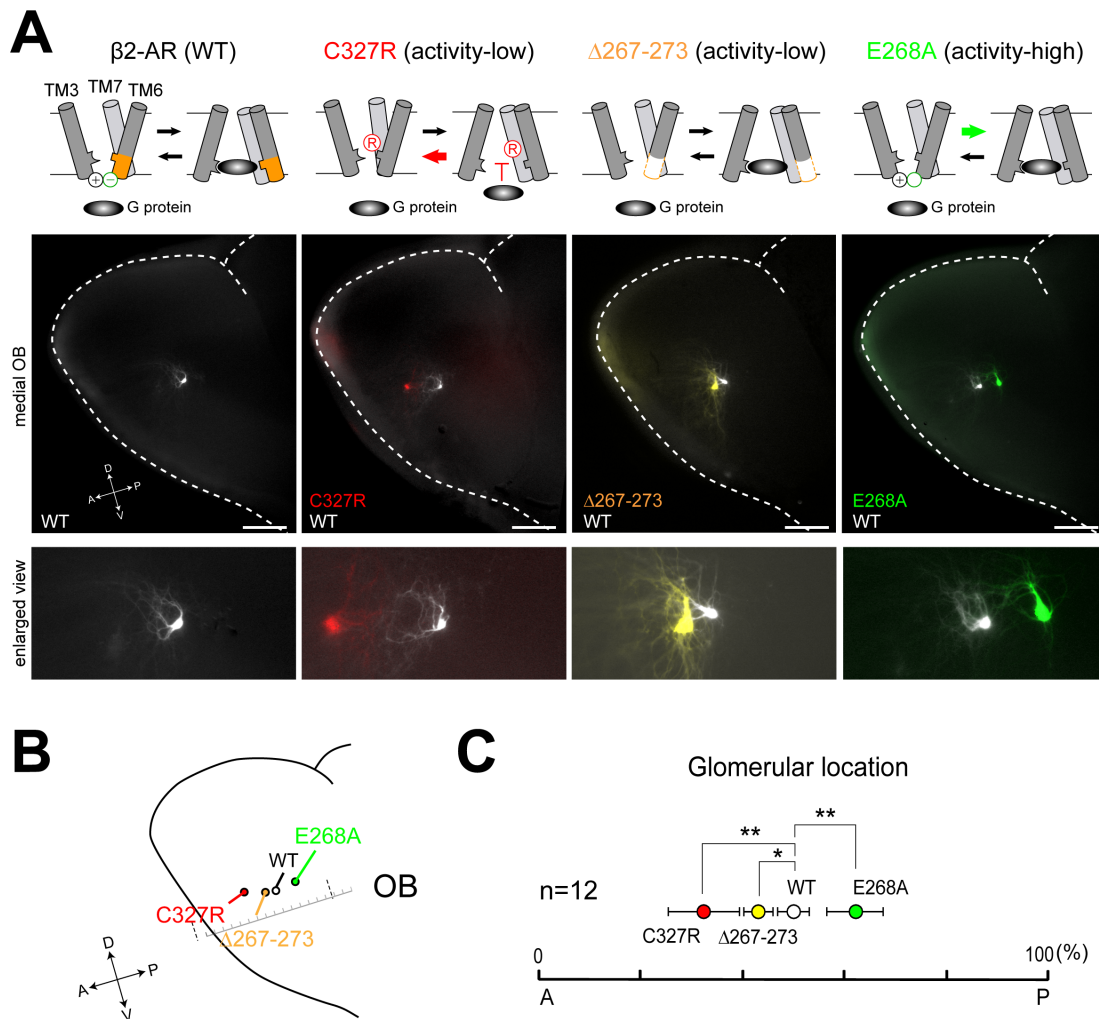 A
β2-AR (WT)
C327R (activity-low)
Δ267-273 (activity-low)
E268A (activity-high)
TM3
TM7
TM6
R
R
+
−
+
G protein
G protein
G protein
G protein
medial OB
D
A
P
V
WT
C327R
WT
Δ267-273
WT
E268A
WT
enlarged view
B
E268A
WT
OB
C327R
Δ267-273
D
A
P
V
C
Glomerular location
**
**
*
n=12
WT
E268A
C327R
Δ267-273
0
100 (%)
A
P